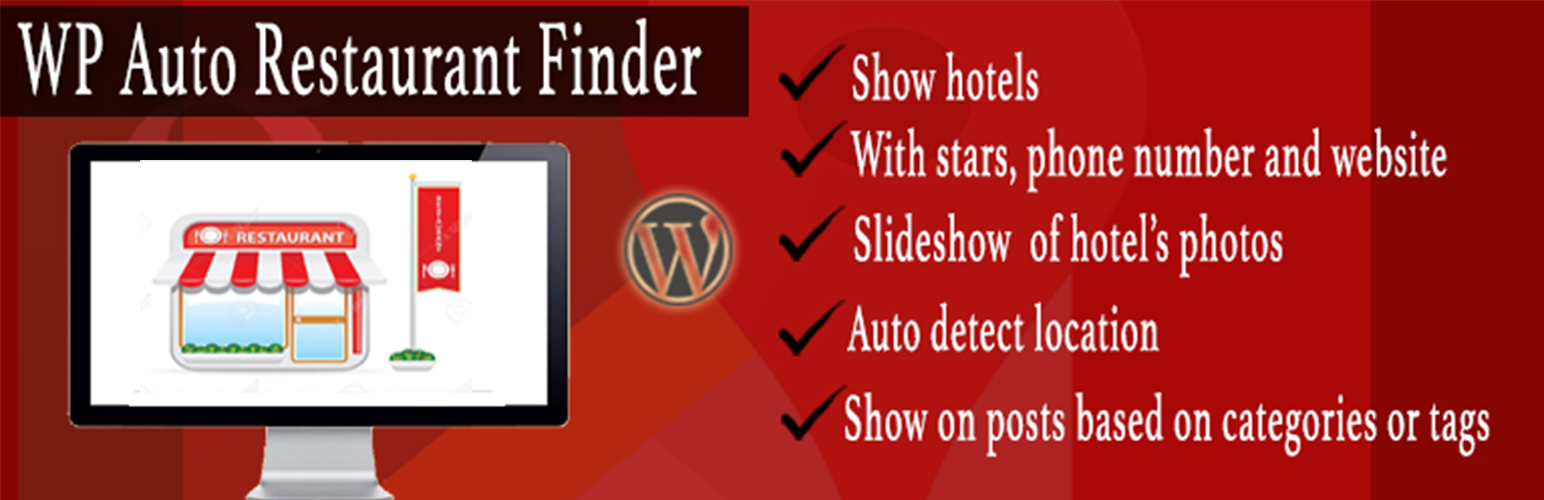 WP Auto Restaurant Finder
Show hotels
With stars, phone number and website
Slideshow of hotel's photos
Auto detect location
Show on posts based on categories or tags
RESTAURANT
RESTAURANT
W